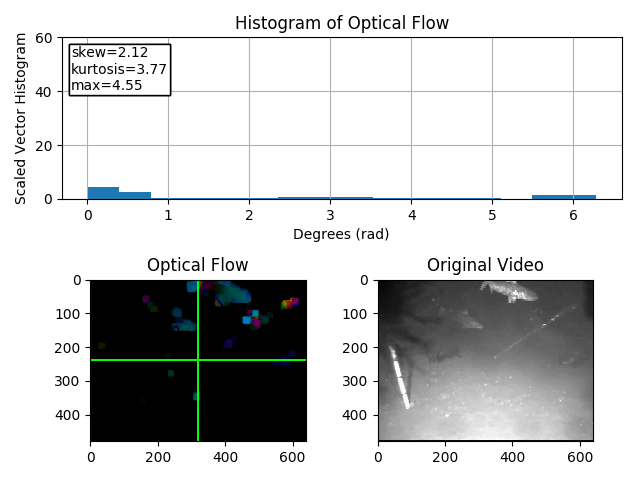 Histogram of Optical Flow
skew=2.12
kurtosis=3.77
max=4.55
Scaled Vector Histogram
60
40
20
0
0 1 2 3 4 5 6
Degrees (rad)
Optical Flow
0
100
200
300
400
0 200 400 600
Original Video
0
100
200
300
400
0 200 400 600